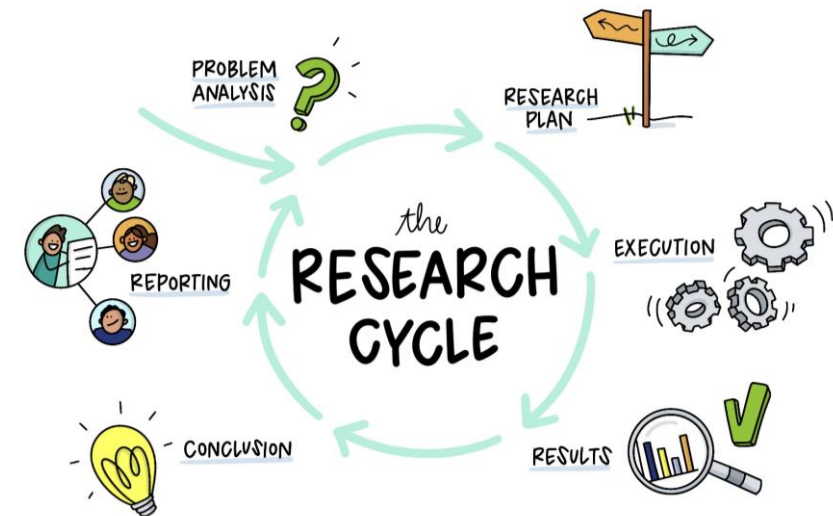 PROBLEM
ANALYSIS
RESEARCH
PLAN
the
RESEARCH
CYCLE
EXECUTION
REPORTING
CONCLUSION
RESULTS